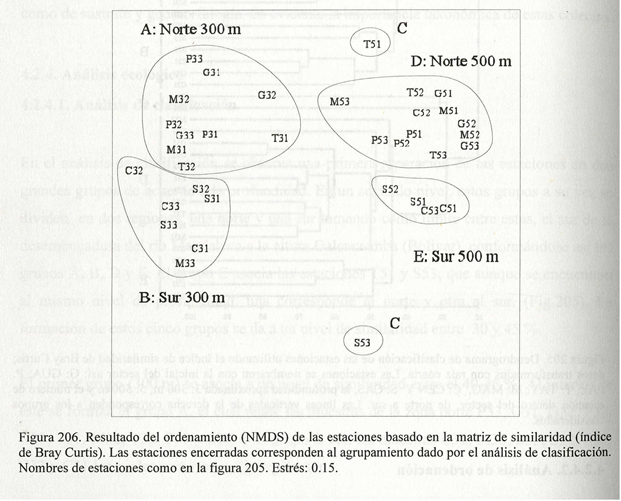 A: Norte 300 m
C
T51
P33
G31
D: Norte 500 m
M32
G32
M53
T52
G51
C52
M51
P32
G33
P31
T31
G52
P53
P51
M52
P52
G53
M31
T53
T32
C32
S32
S52
S31
C33
S51
C53
C51
S33
C31
E: Sur 500 m
M33
B: Sur 300 m
C
S53
Figura 206. Resultado del ordenamiento (NMDS) de las estaciones basado en la matriz de similaridad (índice
de Bray Curtis). Las estaciones encerradas corresponden al agrupamiento dado por el análisis de clasificación.
Nombres de estaciones como en la figura 205. Estrés: 0.15.